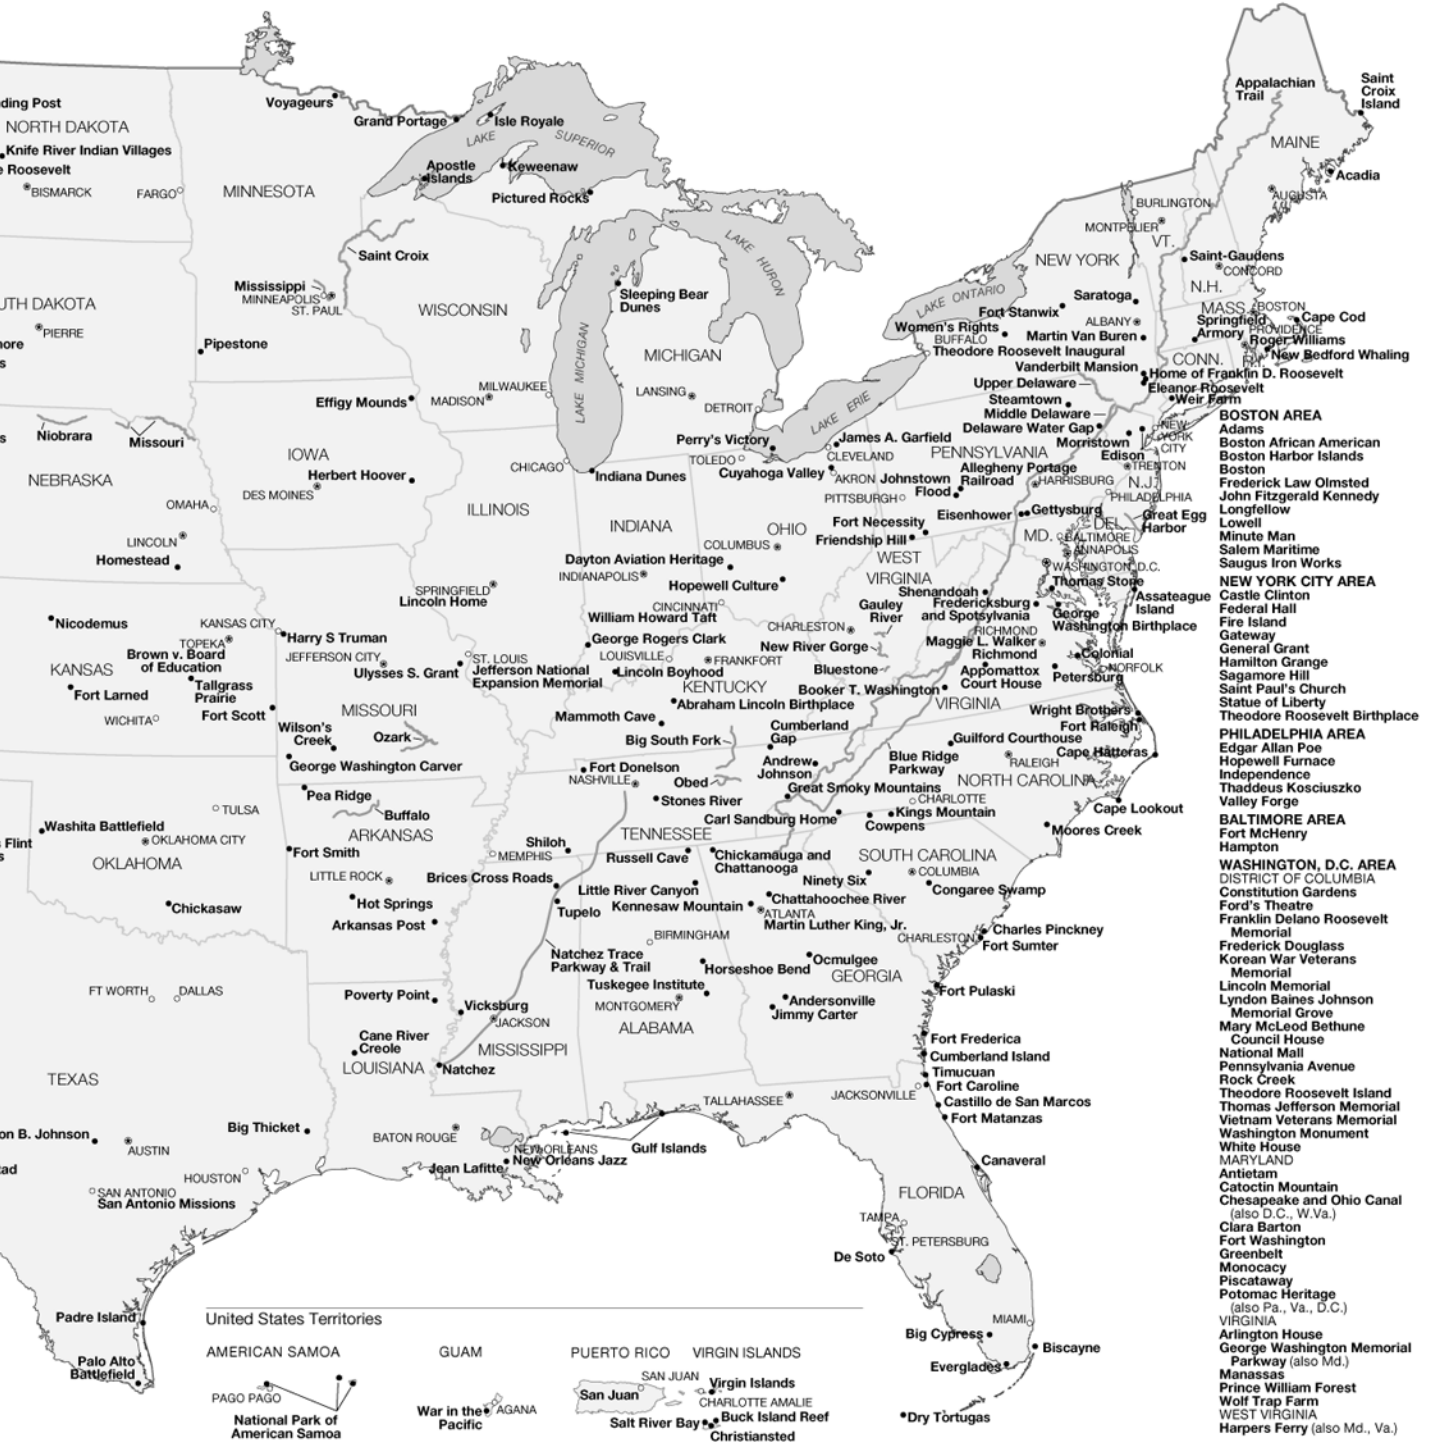 ding Post
NORTH DAKOTA
Knife River Indian Villages
e Roosevelt
BISMARCK
FARGO
MINNESOTA
Voyageurs
Grand Portage
Isle Royale
LAKE SUPERIOR
Apostle
Islands
Keweenaw
Pictured Rocks
Saint Croix
Mississippi
MINNEAPOLIS
ST. PAUL
UTH DAKOTA
PIERRE
more
s
Pipestone
WISCONSIN
MILWAUKEE
MADISON
Effigy Mounds
LAKE MICHIGAN
LAKE HURON
Sleeping Bear
Dunes
MICHIGAN
LANSING
DETROIT
LAKE ERIE
LAKE ONTARIO
Appalachian
Trail
Saint
Croix
Island
MAINE
Acadia
AUGUSTA
BURLINGTON
MONTPELIER
VT.
NEW YORK
Saint-Gaudens
CONCORD
N.H.
Saratoga
Fort Stanwix
MASS.
BOSTON
Cape Cod
Women's Rights
ALBANY
Springfield
Armory
PROVIDENCE
Roger Williams
BUFFALO
Martin Van Buren
Theodore Roosevelt Inaugural
New Bedford Whaling
CONN.
R.I.
Vanderbilt Mansion
Home of Franklin D. Roosevelt
Upper Delaware
Eleanor Roosevelt
Steamtown
Weir Farm
Middle Delaware
Delaware Water Gap
NEW
YORK
CITY
Morristown
Edison
PENNSYLVANIA
TRENTON
Allegheny Portage
Railroad
Johnstown
Flood
HARRISBURG
N.J.
PHILADELPHIA
PITTSBURGH
Eisenhower
Gettysburg
DEL.
Great Egg
Harbor
MD.
BALTIMORE
ANNAPOLIS
WASHINGTON, D.C.
Fort Necessity
Friendship Hill
WEST
VIRGINIA
Thomas Stone
Shenandoah
Assateague
Island
Fredericksburg
and Spotsylvania
George
Washington Birthplace
s
Niobrara
Missouri
IOWA
Herbert Hoover
DES MOINES
NEBRASKA
OMAHA
LINCOLN
Homestead
CHICAGO
Indiana Dunes
ILLINOIS
INDIANA
OHIO
Perry's Victory
TOLEDO
James A. Garfield
CLEVELAND
Cuyahoga Valley
AKRON
COLUMBUS
Dayton Aviation Heritage
INDIANAPOLIS
Hopewell Culture
SPRINGFIELD
Lincoln Home
CINCINNATI
William Howard Taft
CHARLESTON
Gauley
River
New River Gorge
Bluestone
RICHMOND
Maggie L. Walker
Richmond
Colonial
NORFOLK
Appomattox
Court House
Petersburg
Booker T. Washington
VIRGINIA
Nicodemus
KANSAS CITY
Harry S Truman
TOPEKA
Brown v. Board
of Education
JEFFERSON CITY
ST. LOUIS
Ulysses S. Grant
Jefferson National
Expansion Memorial
George Rogers Clark
LOUISVILLE
FRANKFORT
Lincoln Boyhood
KENTUCKY
Abraham Lincoln Birthplace
KANSAS
Fort Larned
Tallgrass
Prairie
Fort Scott
WICHITA
MISSOURI
Wilson's
Creek
Ozark
George Washington Carver
Mammoth Cave
Big South Fork
Cumberland
Gap
Wright Brothers
Fort Raleigh
Guilford Courthouse
Cape Hatteras
Blue Ridge
Parkway
RALEIGH
Andrew
Johnson
NORTH CAROLINA
Fort Donelson
NASHVILLE
Obed
Great Smoky Mountains
Stones River
CHARLOTTE
Cape Lookout
Carl Sandburg Home
Kings Mountain
Cowpens
Moores Creek
Pea Ridge
TULSA
Buffalo
Washita Battlefield
ARKANSAS
OKLAHOMA CITY
Flint
s
OKLAHOMA
Fort Smith
LITTLE ROCK
Chickasaw
Hot Springs
Arkansas Post
TENNESSEE
Shiloh
MEMPHIS
Russell Cave
Chickamauga and
Chattanooga
SOUTH CAROLINA
COLUMBIA
Ninety Six
Congaree Swamp
Brices Cross Roads
Little River Canyon
Kennesaw Mountain
Chattahoochee River
Tupelo
ATLANTA
Martin Luther King, Jr.
CHARLESTON
Charles Pinckney
Fort Sumter
BIRMINGHAM
Natchez Trace
Parkway & Trail
Horseshoe Bend
Ocmulgee
GEORGIA
Tuskegee Institute
Fort Pulaski
FT WORTH
DALLAS
Poverty Point
Vicksburg
JACKSON
MONTGOMERY
Andersonville
Jimmy Carter
ALABAMA
Cane River
Creole
MISSISSIPPI
LOUISIANA
Natchez
TEXAS
Fort Frederica
Cumberland Island
Timucuan
Fort Caroline
JACKSONVILLE
TALLAHASSEE
Castillo de San Marcos
Fort Matanzas
on B. Johnson
AUSTIN
Big Thicket
BATON ROUGE
NEW ORLEANS
New Orleans Jazz
Jean Lafitte
Gulf Islands
Canaveral
ad
HOUSTON
SAN ANTONIO
San Antonio Missions
FLORIDA
TAMPA
ST. PETERSBURG
De Soto
Padre Island
Palo Alto
Battlefield
MIAMI
Big Cypress
Biscayne
Everglades
Dry Tortugas
United States Territories
AMERICAN SAMOA
PAGO PAGO
National Park of
American Samoa
GUAM
War in the
Pacific
AGANA
PUERTO RICO
SAN JUAN
San Juan
VIRGIN ISLANDS
Virgin Islands
CHARLOTTE AMALIE
Salt River Bay
Buck Island Reef
Christiansted
BOSTON AREA
Adams
Boston African American
Boston Harbor Islands
Boston
Frederick Law Olmsted
John Fitzgerald Kennedy
Longfellow
Lowell
Minute Man
Salem Maritime
Saugus Iron Works
NEW YORK CITY AREA
Castle Clinton
Federal Hall
Fire Island
Gateway
General Grant
Hamilton Grange
Sagamore Hill
Saint Paul's Church
Statue of Liberty
Theodore Roosevelt Birthplace
PHILADELPHIA AREA
Edgar Allan Poe
Hopewell Furnace
Independence
Thaddeus Kosciuszko
Valley Forge
BALTIMORE AREA
Fort McHenry
Hampton
WASHINGTON, D.C. AREA
DISTRICT OF COLUMBIA
Constitution Gardens
Ford's Theatre
Franklin Delano Roosevelt
Memorial
Frederick Douglass
Korean War Veterans
Memorial
Lincoln Memorial
Lyndon Baines Johnson
Memorial Grove
Mary McLeod Bethune
Council House
National Mall
Pennsylvania Avenue
Rock Creek
Theodore Roosevelt Island
Thomas Jefferson Memorial
Vietnam Veterans Memorial
Washington Monument
White House
MARYLAND
Antietam
Catoctin Mountain
Chesapeake and Ohio Canal
(also D.C., W.Va.)
Clara Barton
Fort Washington
Greenbelt
Monocacy
Piscataway
Potomac Heritage
(also Pa., Va., D.C.)
VIRGINIA
Arlington House
George Washington Memorial
Parkway (also Md.)
Manassas
Prince William Forest
Wolf Trap Farm
WEST VIRGINIA
Harpers Ferry (also Md., Va.)